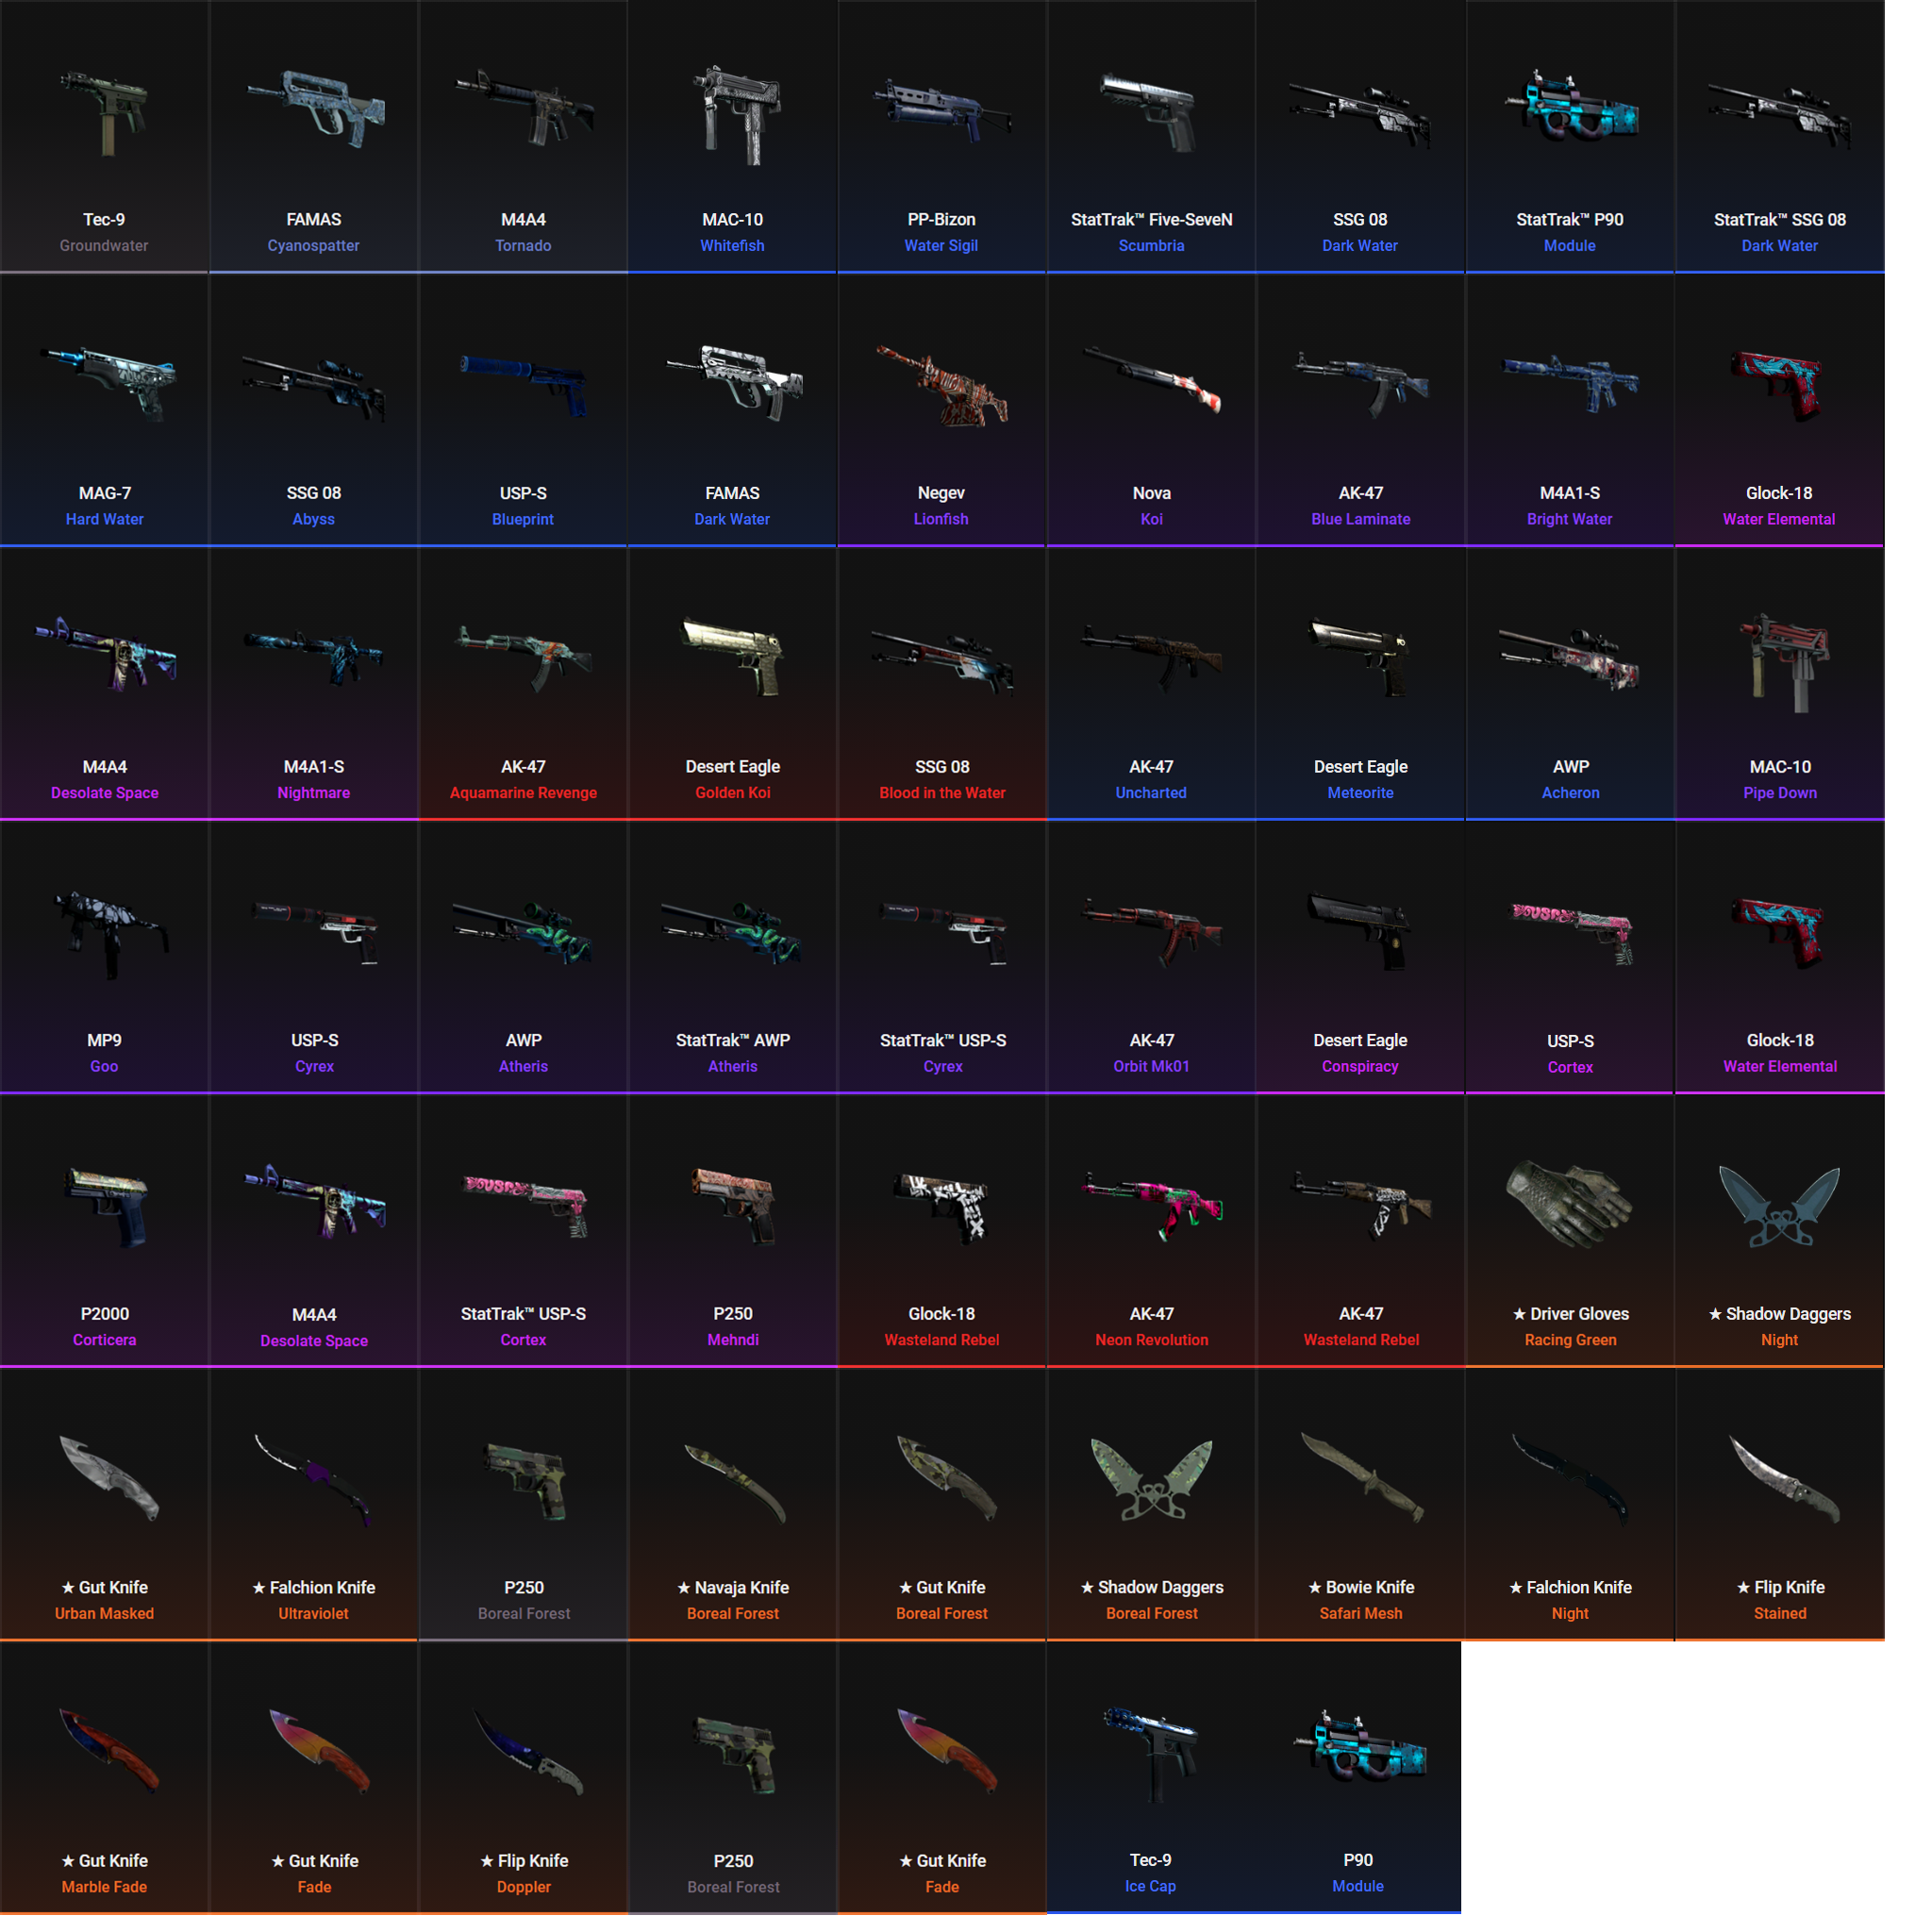 Tec-9 FAMAS M4A4 MAC-10 PP-Bizon StatTrak™ Five-SeveN SSG 08 StatTrak™ P90 StatTrak™ SSG 08
Groundwater Cyanospatter Tornado Whitefish Water Sigil Scumbria Dark Water Module Dark Water
MAG-7 SSG 08 USP-S FAMAS Negev Nova AK-47 M4A1-S Glock-18
Hard Water Abyss Blueprint Dark Water Lionfish Koi Blue Laminate Bright Water Water Elemental
M4A4 M4A1-S AK-47 Desert Eagle SSG 08 AK-47 Desert Eagle AWP MAC-10
Desolate Space Nightmare Aquamarine Revenge Golden Koi Blood in the Water Uncharted Meteorite Acheron Pipe Down
MP9 USP-S AWP StatTrak™ AWP StatTrak™ USP-S AK-47 Desert Eagle USP-S Glock-18
Goo Cyrex Atheris Atheris Cyrex Orbit Mk01 Conspiracy Cortex Water Elemental
P2000 M4A4 StatTrak™ USP-S P250 Glock-18 AK-47 AK-47 ★ Driver Gloves ★ Shadow Daggers
Corticera Desolate Space Cortex Mehndi Wasteland Rebel Neon Revolution Wasteland Rebel Racing Green Night
★ Gut Knife ★ Falchion Knife P250 ★ Navaja Knife ★ Gut Knife ★ Shadow Daggers ★ Bowie Knife ★ Falchion Knife ★ Flip Knife
Urban Masked Ultraviolet Boreal Forest Boreal Forest Boreal Forest Boreal Forest Safari Mesh Night Stained
★ Gut Knife ★ Gut Knife ★ Flip Knife P250 ★ Gut Knife Tec-9 P90
Marble Fade Fade Doppler Boreal Forest Fade Ice Cap Module